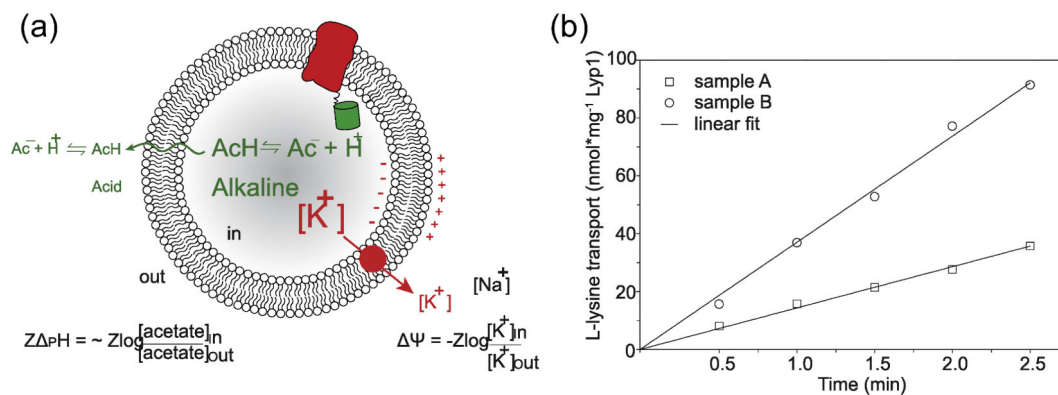 (a)
Ac⁻ + H⁺ ⇌ AcH
AcH ⇌ Ac⁻ + H⁺
Acid
Alkaline
[K⁺]
in
out
[K⁺]
[Na⁺]
- - - - -
+ + + + + + +
ZΔpH = ~ Zlog [acetate]in
[acetate]out
ΔΨ = -Zlog [K⁺]in
[K⁺]out
(b)
L-lysine transport (nmol*mg⁻¹ Lyp1)
100
80
60
40
20
0
sample A
sample B
linear fit
0.5 1.0 1.5 2.0 2.5
Time (min)